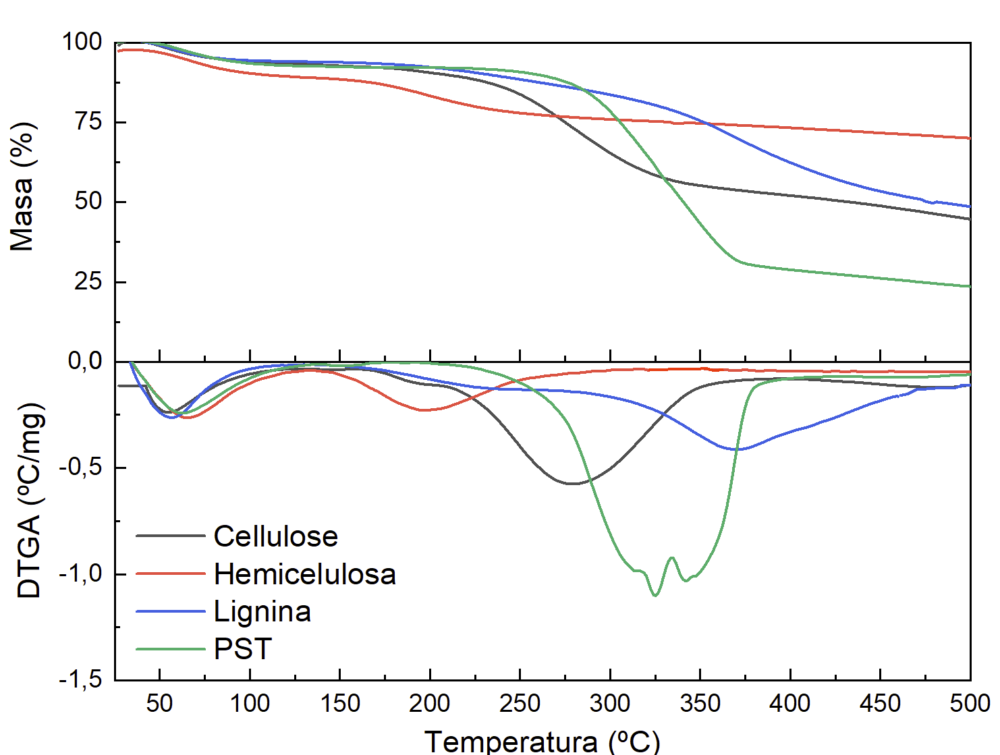 100
75
50
25
Masa (%)
0,0
-0,5
-1,0
-1,5
DTGA (ºC/mg)
Cellulose
Hemicelulosa
Lignina
PST
50 100 150 200 250 300 350 400 450 500
Temperatura (ºC)